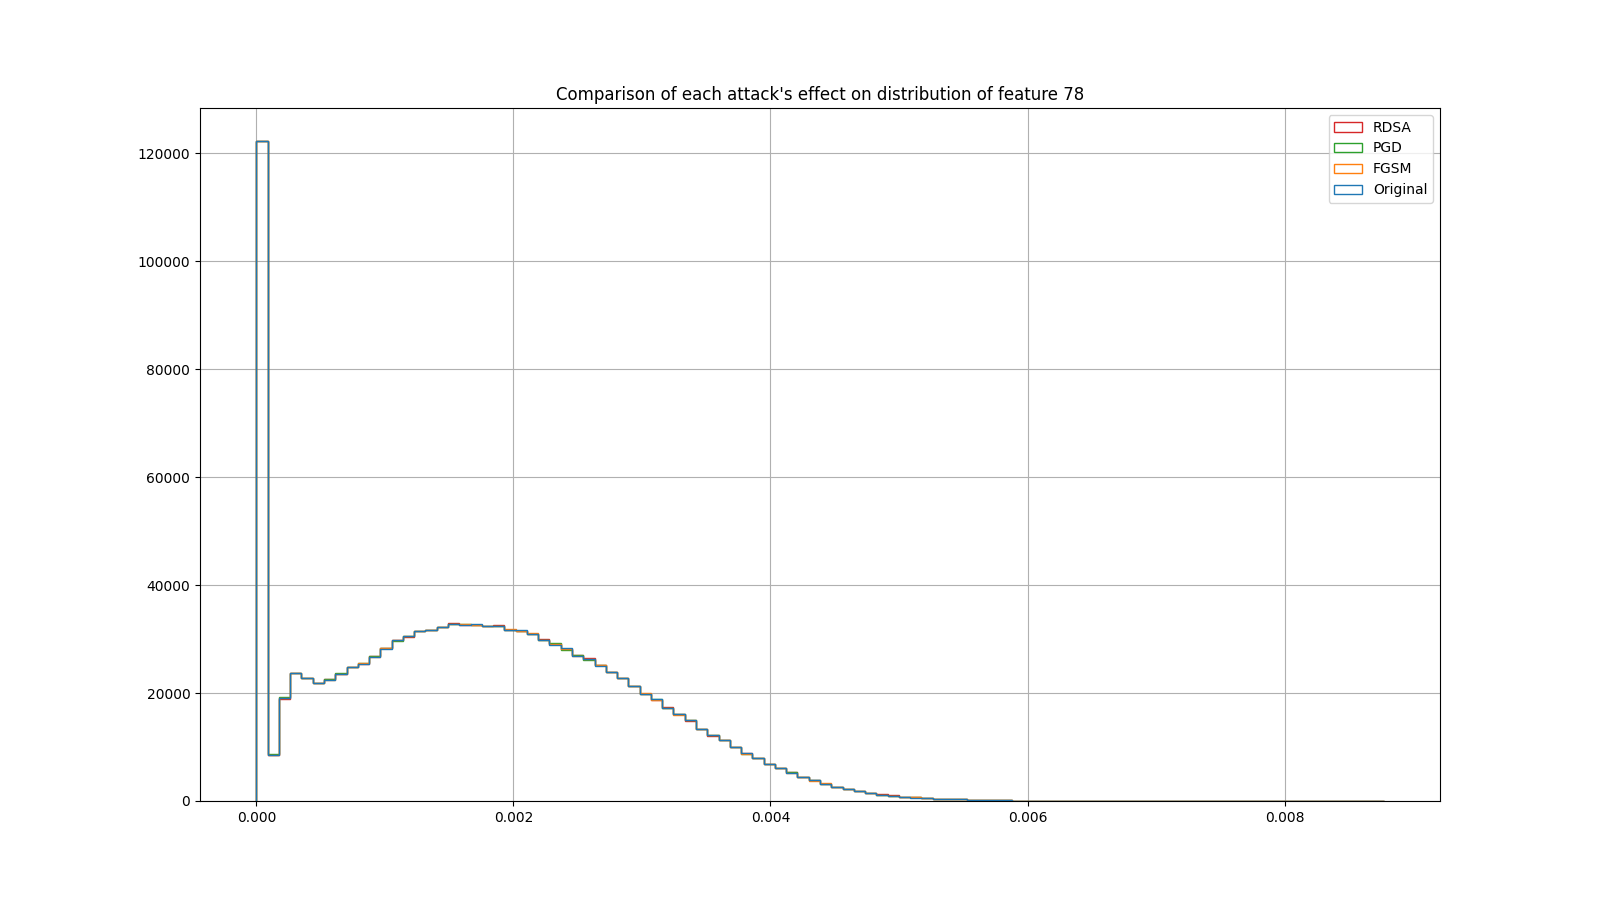 Comparison of each attack's effect on distribution of feature 78
RDSA
PGD
FGSM
Original
120000
100000
80000
60000
40000
20000
0
0.000
0.002
0.004
0.006
0.008